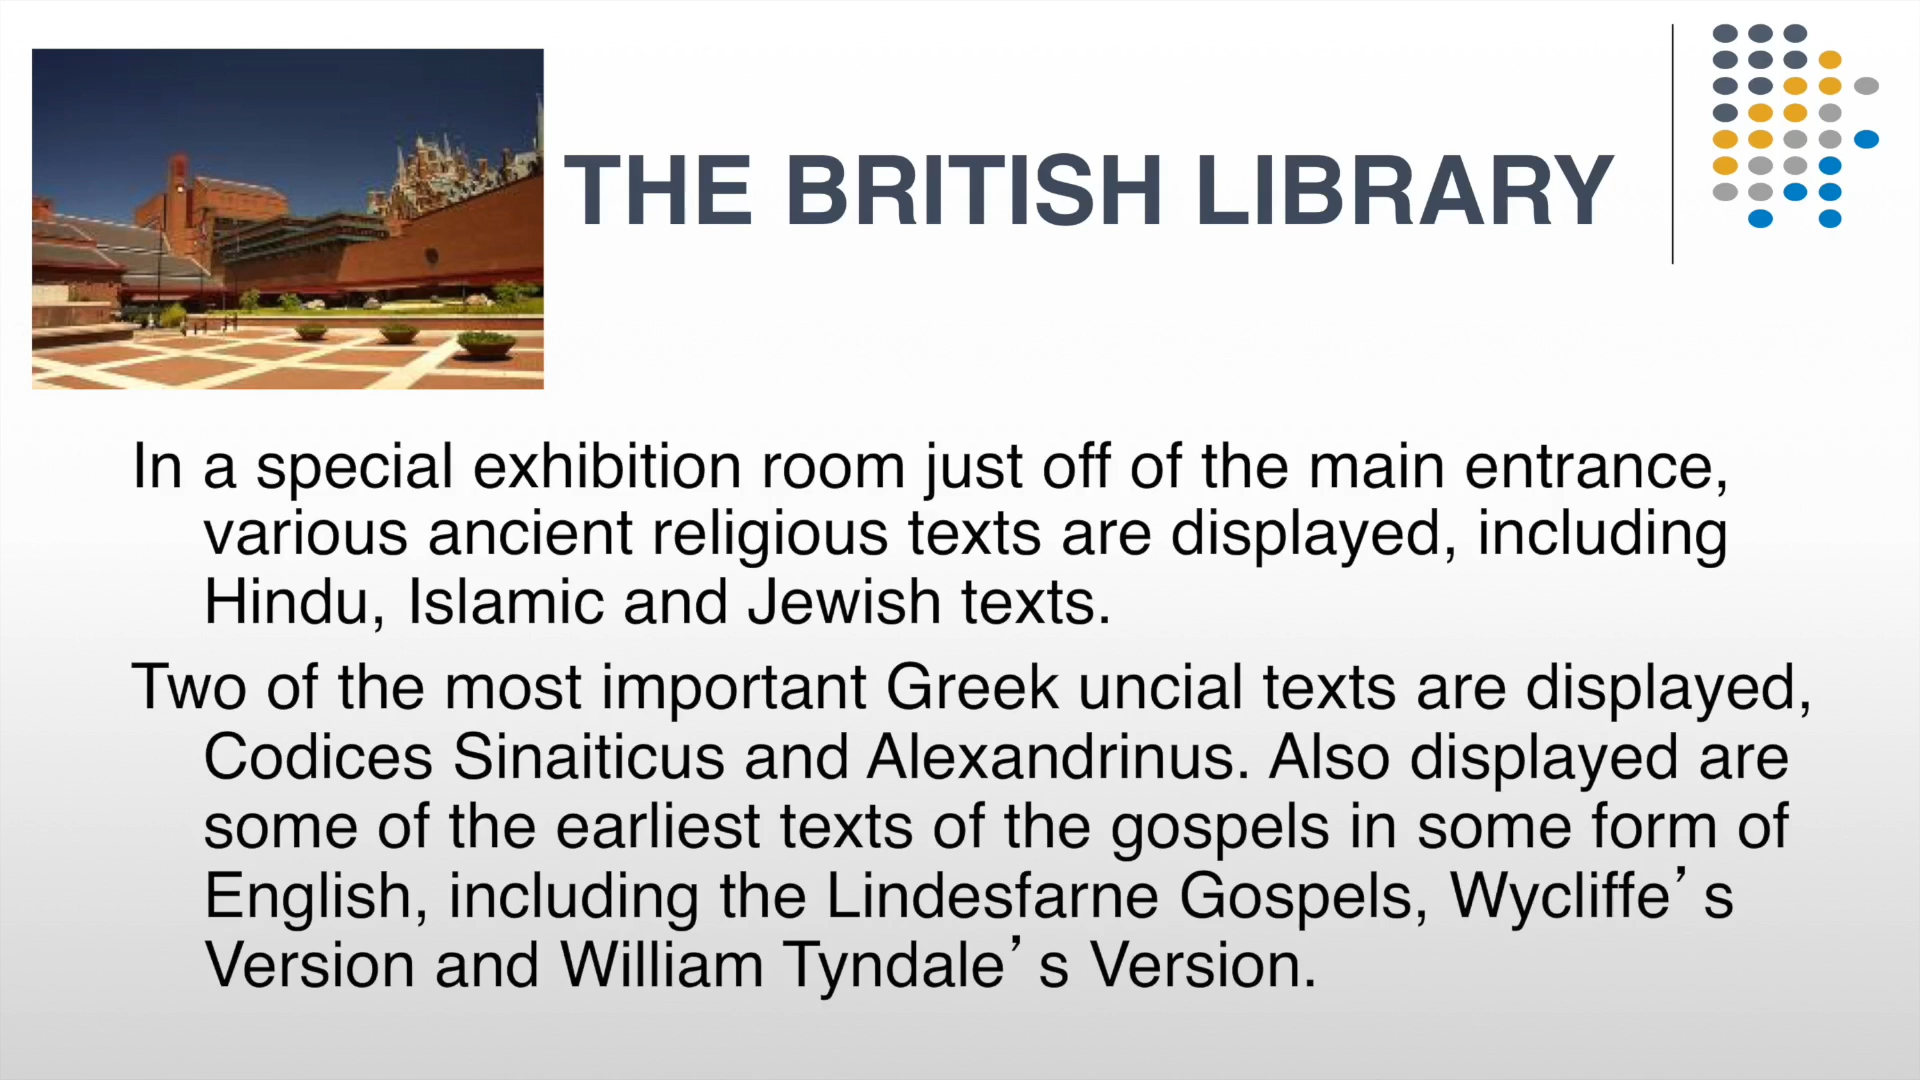 THE BRITISH LIBRARY
In a special exhibition room just off of the main entrance,
various ancient religious texts are displayed, including
Hindu, Islamic and Jewish texts.
Two of the most important Greek uncial texts are displayed,
Codices Sinaiticus and Alexandrinus. Also displayed are
some of the earliest texts of the gospels in some form of
English, including the Lindesfarne Gospels, Wycliffe’s
Version and William Tyndale’s Version.